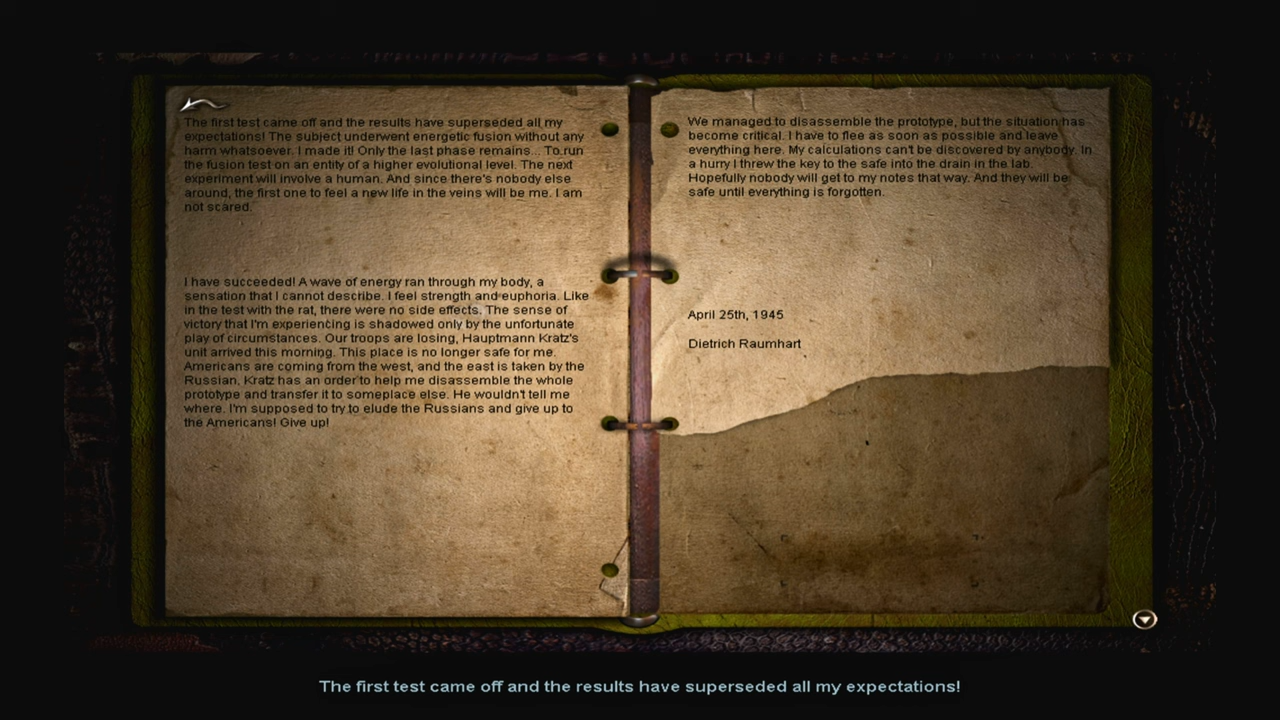 The first test came off and the results have superseded all my
expectations! The subject underwent energetic fusion without any
harm whatsoever. I made it! Only the last phase remains... To run
the fusion test on an entity of a higher evolutional level. The next
experiment will involve a human. And since there's nobody else
around, the first one to feel a new life in the veins will be me. I am
not scared.
I have succeeded! A wave of energy ran through my body, a
sensation that I cannot describe. I feel strength and euphoria. Like
in the test with the rat, there were no side effects. The sense of
victory that I'm experiencing is shadowed only by the unfortunate
play of circumstances. Our troops are losing, Hauptmann Kratz's
unit arrived this morning. This place is no longer safe for me.
Americans are coming from the west, and the east is taken by the
Russian. Kratz has an order to help me disassemble the whole
prototype and transfer it to someplace else. He wouldn't tell me
where. I'm supposed to try to elude the Russians and give up to
the Americans! Give up!
We managed to disassemble the prototype, but the situation has
become critical. I have to flee as soon as possible and leave
everything here. My calculations can't be discovered by anybody. In
a hurry I threw the key to the safe into the drain in the lab.
Hopefully nobody will get to my notes that way. And they will be
safe until everything is forgotten.
April 25th, 1945
Dietrich Raumhart
The first test came off and the results have superseded all my expectations!